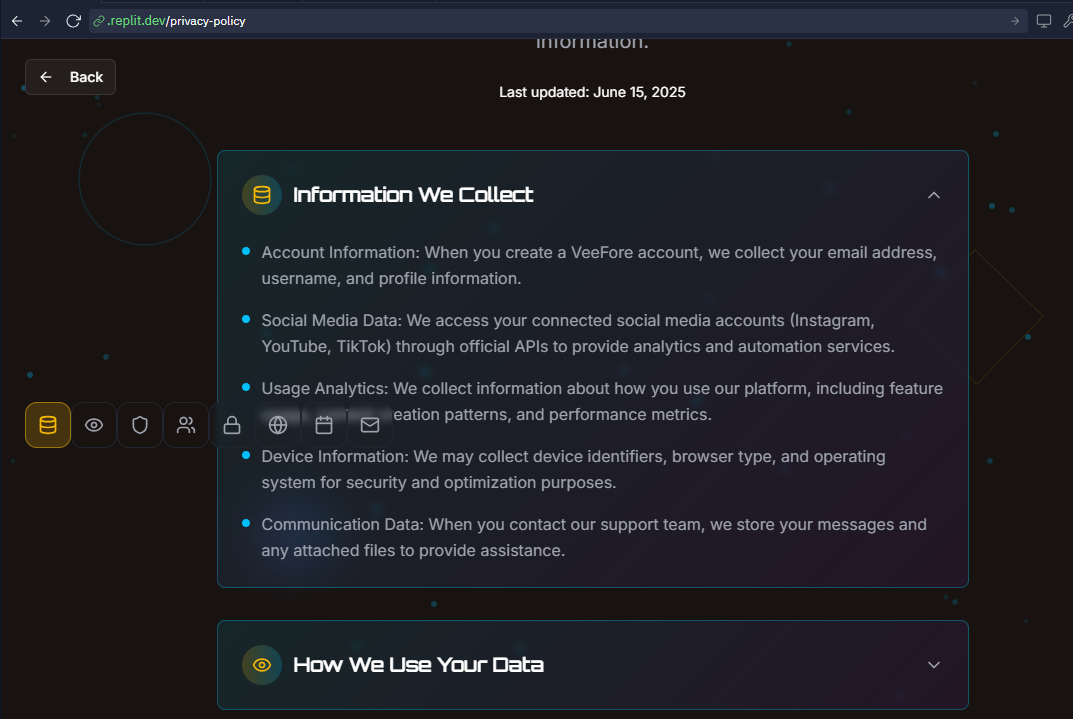 .replit.dev/privacy-policy
information.
Back
Last updated: June 15, 2025
Information We Collect
Account Information: When you create a VeeFore account, we collect your email address,
username, and profile information.
Social Media Data: We access your connected social media accounts (Instagram,
YouTube, TikTok) through official APIs to provide analytics and automation services.
Usage Analytics: We collect information about how you use our platform, including feature
eation patterns, and performance metrics.
Device Information: We may collect device identifiers, browser type, and operating
system for security and optimization purposes.
Communication Data: When you contact our support team, we store your messages and
any attached files to provide assistance.
How We Use Your Data